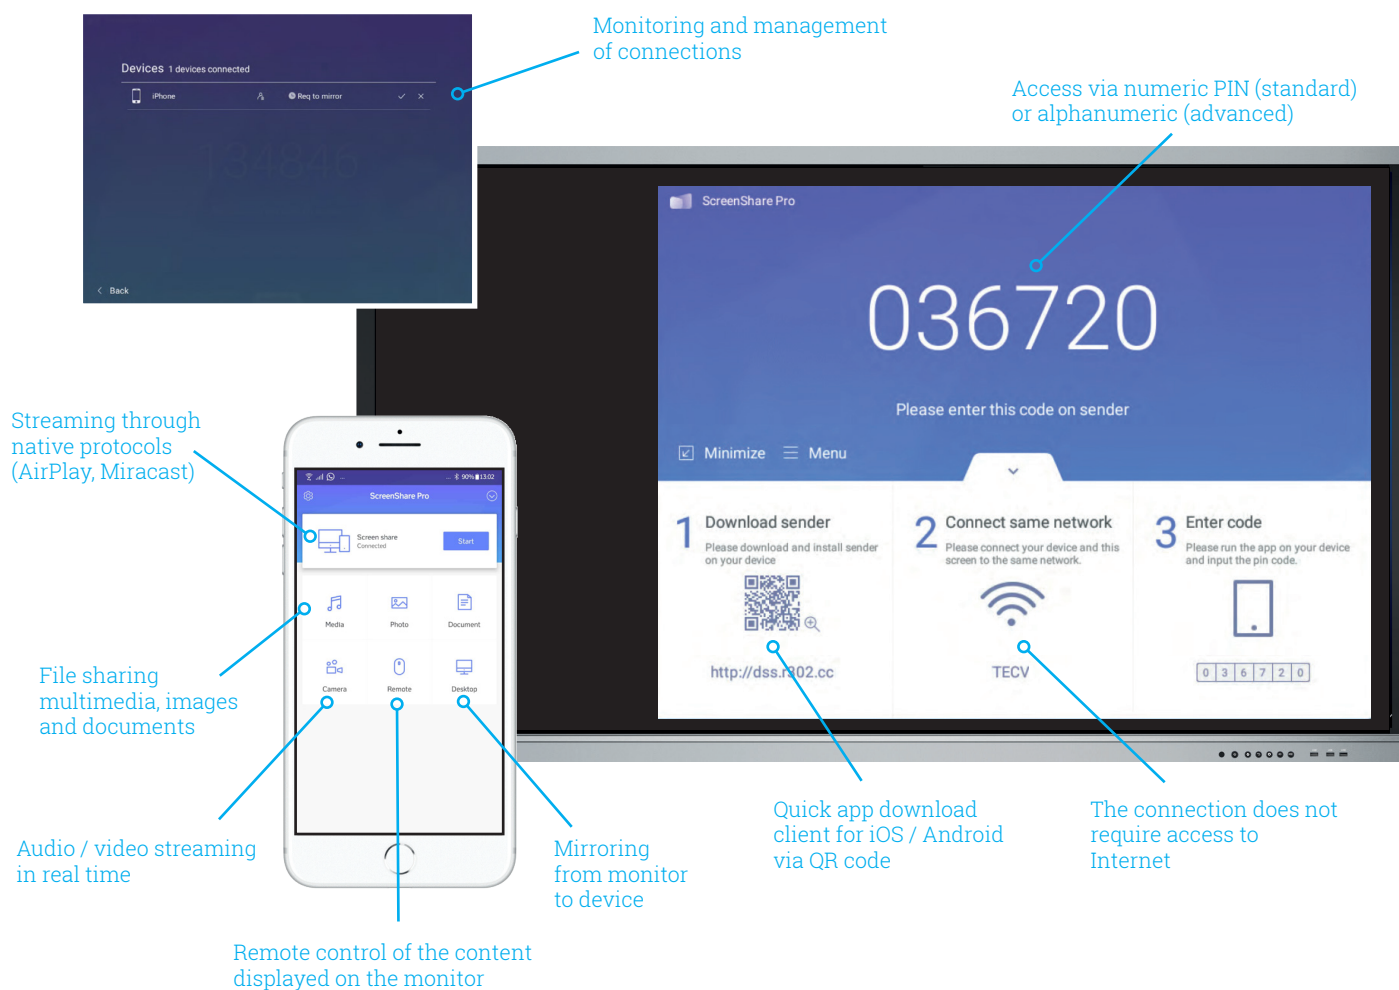 Monitoring and management
of connections
Devices 1 devices connected
iPhone
Req to mirror
134846
Back
Access via numeric PIN (standard)
or alphanumeric (advanced)
ScreenShare Pro
036720
Please enter this code on sender
Minimize
Menu
1 Download sender
Please download and install sender
on your device
http://dss.r302.cc
2 Connect same network
Please connect your device and this
screen to the same network.
TECV
3 Enter code
Please run the app on your device
and input the pin code.
0 3 6 7 2 0
Streaming through
native protocols
(AirPlay, Miracast)
90% 13:02
ScreenShare Pro
Screen share
Connected
Start
Media
Photo
Document
Camera
Remote
Desktop
File sharing
multimedia, images
and documents
Audio / video streaming
in real time
Remote control of the content
displayed on the monitor
Mirroring
from monitor
to device
Quick app download
client for iOS / Android
via QR code
The connection does not
require access to
Internet